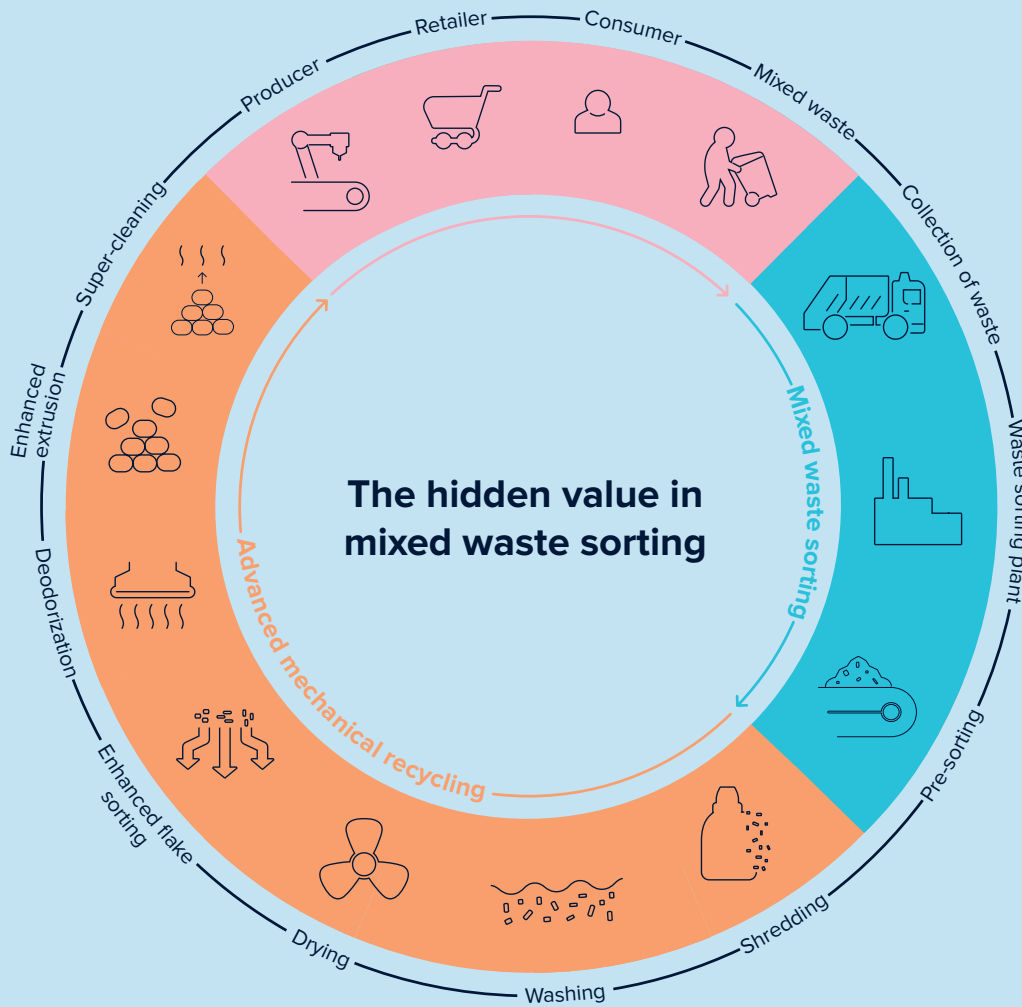 The hidden value in
mixed waste sorting
Producer
Retailer
Consumer
Mixed waste
Collection of waste
Waste sorting plant
Pre-sorting
Shredding
Washing
Drying
Enhanced flake
sorting
Deodorization
Enhanced
extrusion
Super-cleaning
Mixed waste sorting
Advanced mechanical recycling